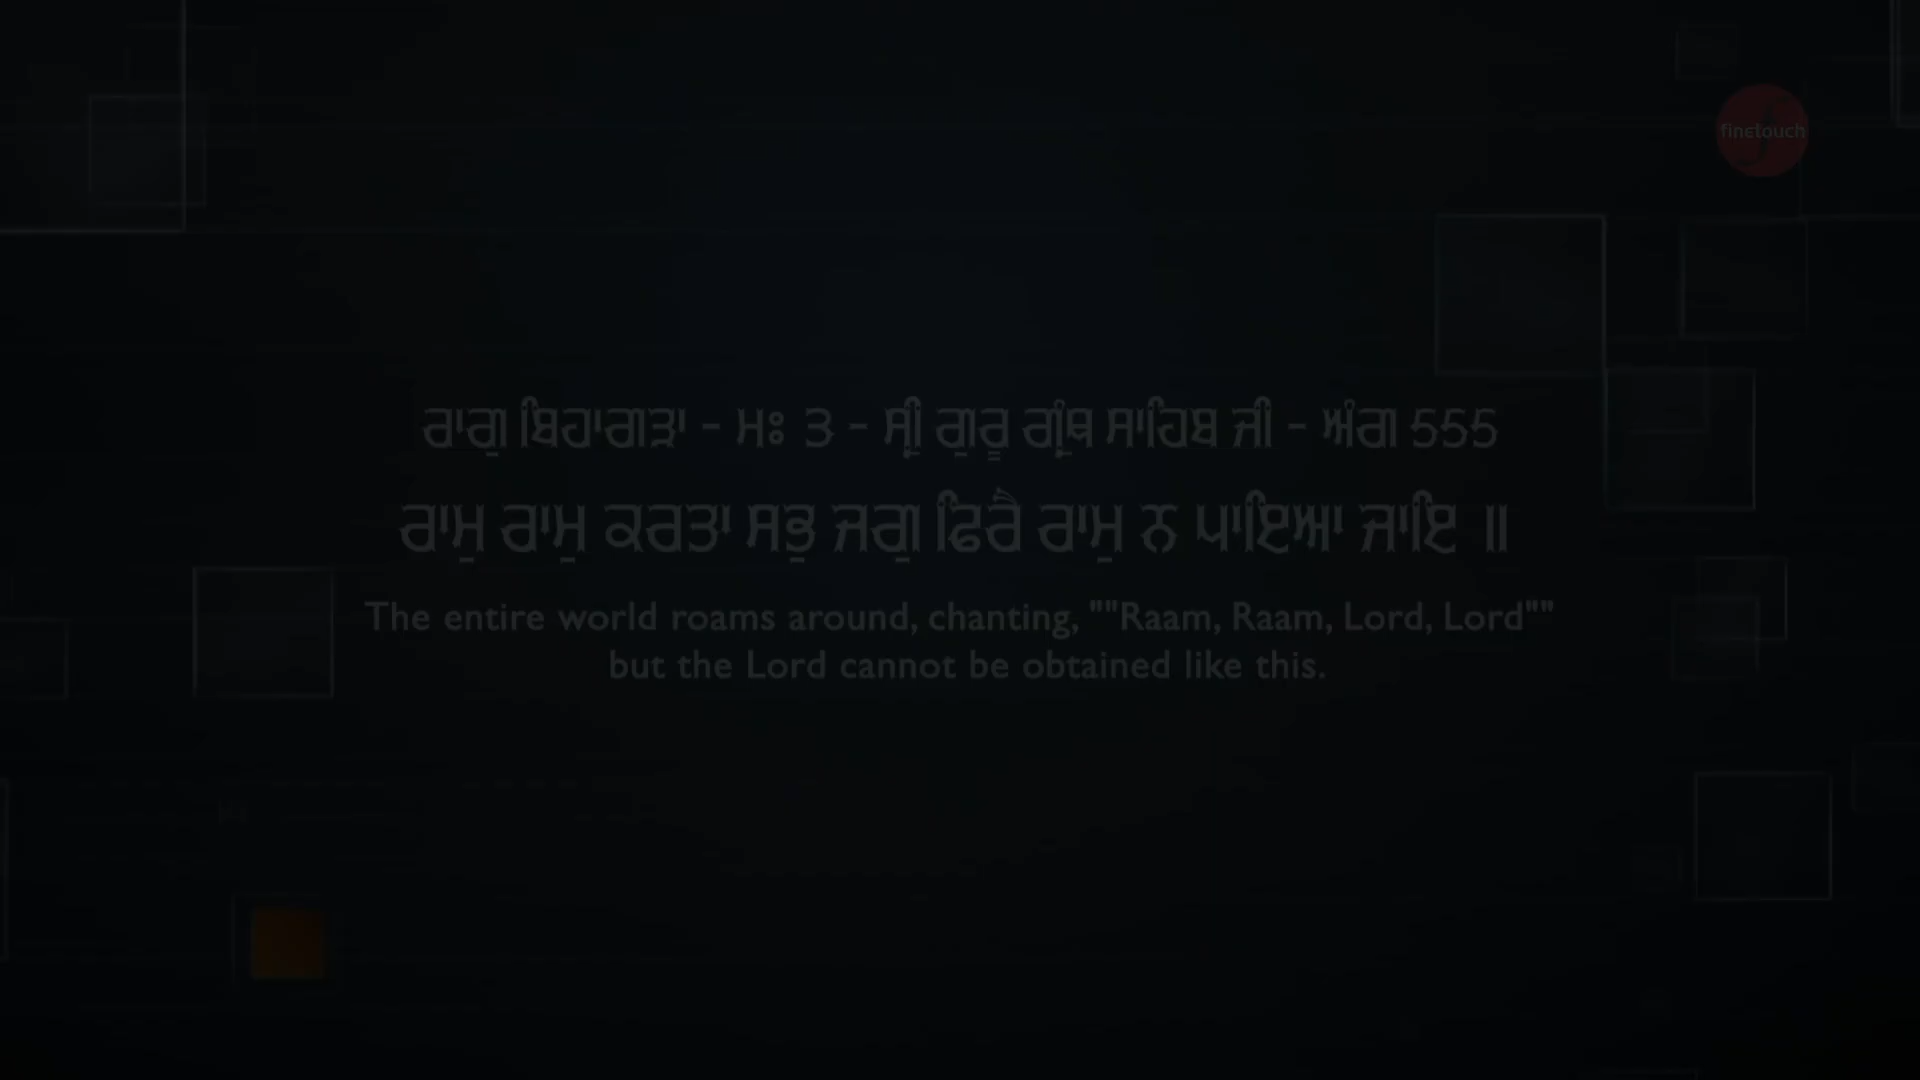 finetouch
ਰਾਗੁ ਬਿਹਾਗੜਾ - ਮਃ ੩ - ਸ੍ਰੀ ਗੁਰੂ ਗ੍ਰੰਥ ਸਾਹਿਬ ਜੀ - ਅੰਗ 555
ਰਾਮੁ ਰਾਮੁ ਕਰਤਾ ਸਭੁ ਜਗੁ ਫਿਰੈ ਰਾਮੁ ਨ ਪਾਇਆ ਜਾਇ ॥
The entire world roams around, chanting, ""Raam, Raam, Lord, Lord""
but the Lord cannot be obtained like this.